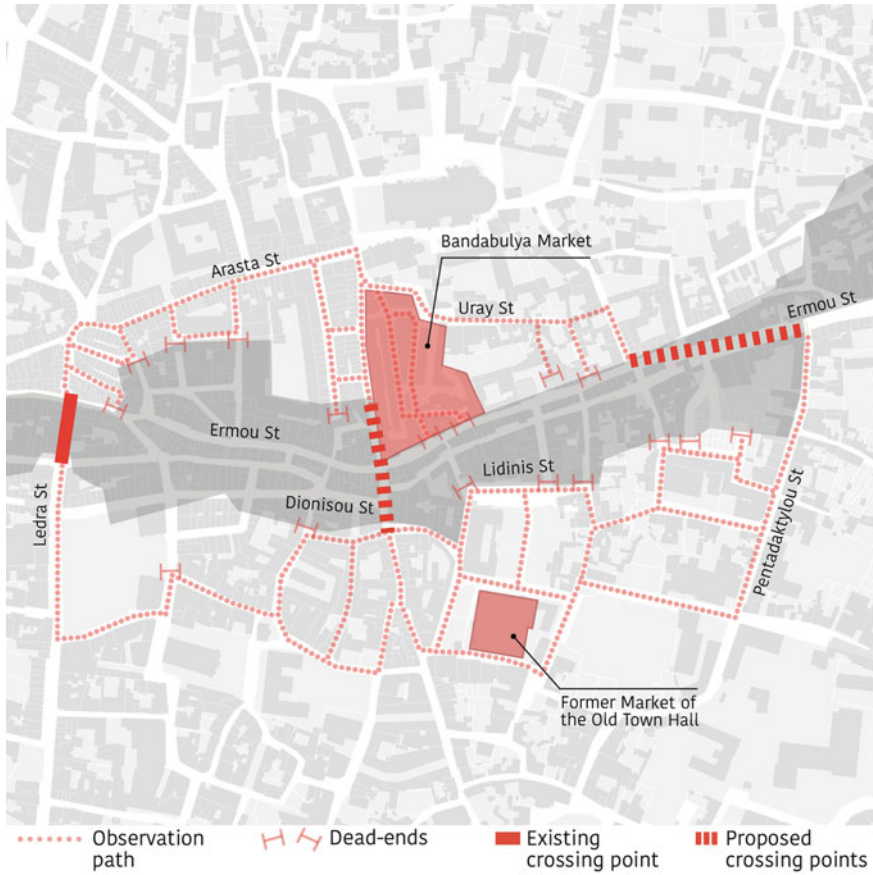 Bandabulya Market
Arasta St
Uray St
Ermou St
Ermou St
Lidinis St
Dionisou St
Ledra St
Pentadaktylou St
Former Market of
the Old Town Hall
Observation
path
Dead-ends
Existing
crossing point
Proposed
crossing points